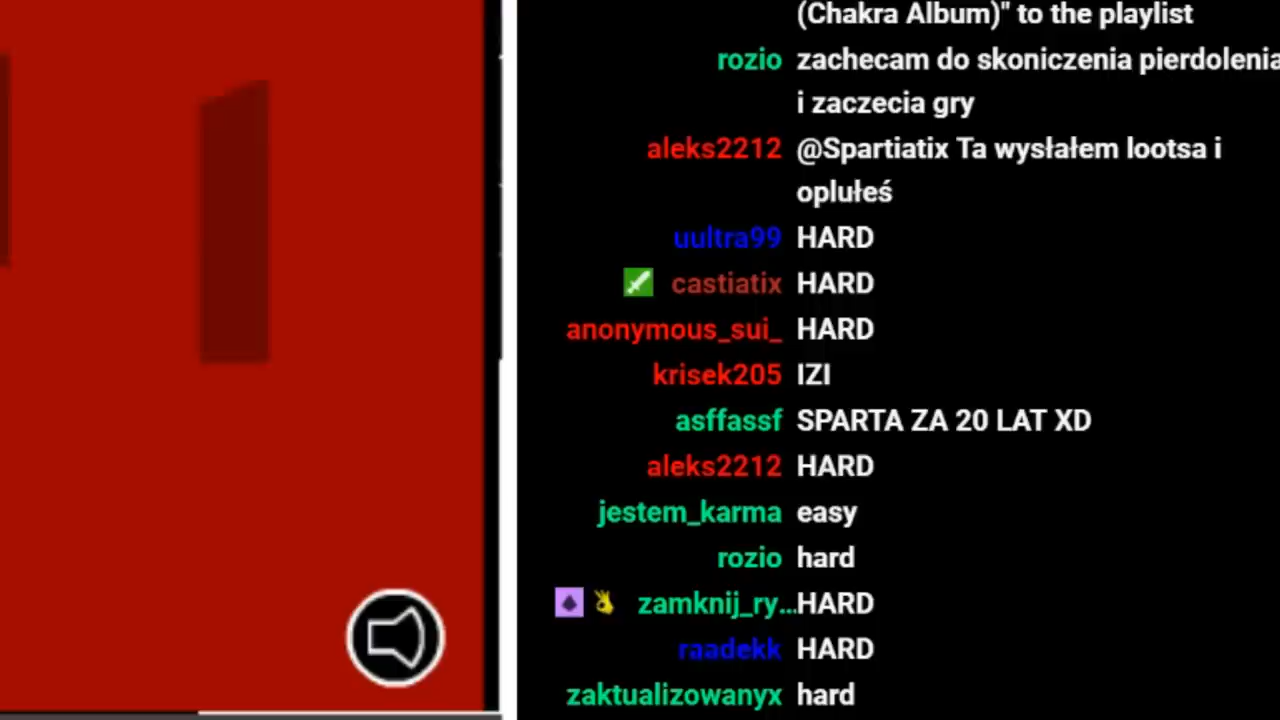 (Chakra Album)" to the playlist
rozio zachecam do skoniczenia pierdolenia
i zaczecia gry
aleks2212 @Spartiatix Ta wysłałem lootsa i
oplułeś
uultra99 HARD
castiatix HARD
anonymous_sui_ HARD
krisek205 IZI
asffassf SPARTA ZA 20 LAT XD
aleks2212 HARD
jestem_karma easy
rozio hard
zamknij_ry... HARD
raadekk HARD
zaktualizowanyx hard